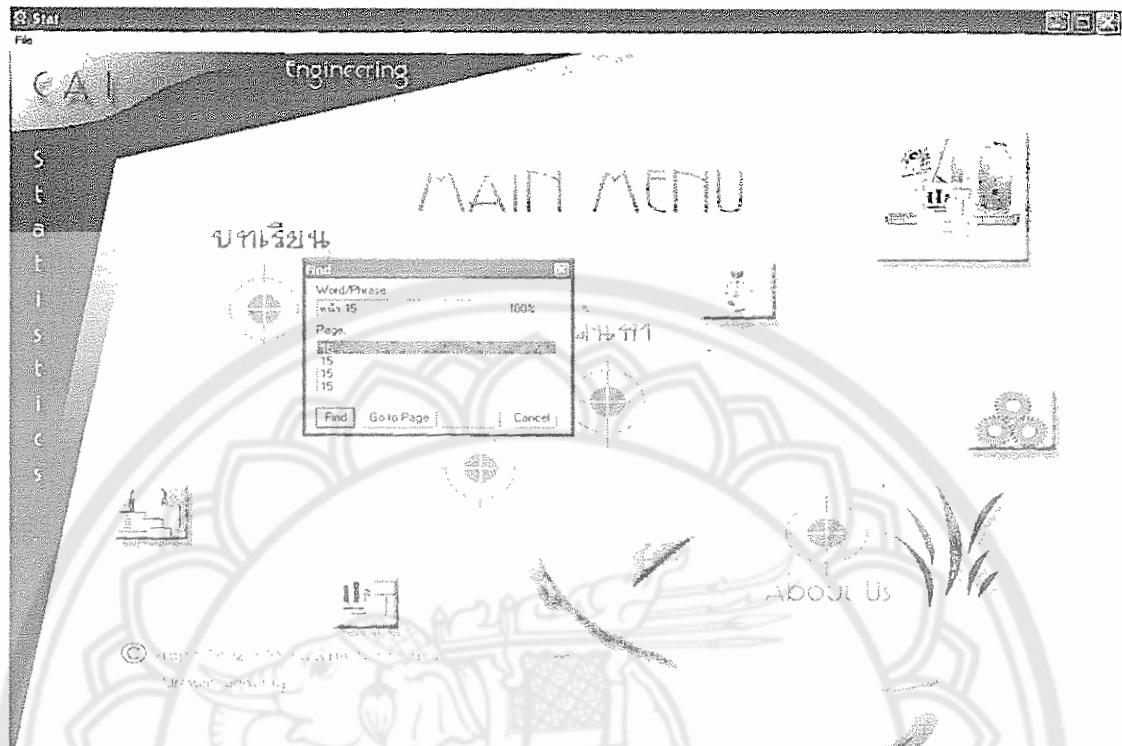 Stat
File
CAI
Engineering
Statistics
MAIN MENU
บทเรียน
Find
Word/Phrase
หน้า 15
100%
Page.
15
15
15
Find
Go to Page
Cancel
About Us
©